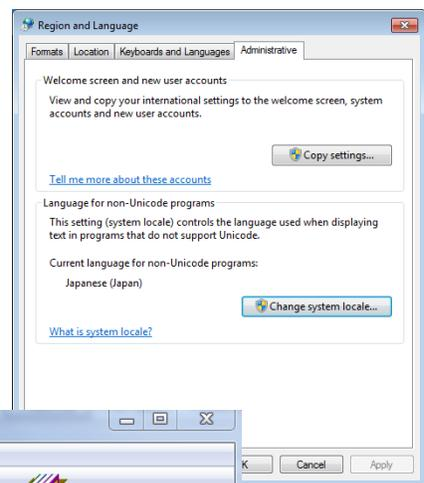 Region and Language
Formats Location Keyboards and Languages Administrative
Welcome screen and new user accounts
View and copy your international settings to the welcome screen, system
accounts and new user accounts.
Copy settings...
Tell me more about these accounts
Language for non-Unicode programs
This setting (system locale) controls the language used when displaying
text in programs that do not support Unicode.
Current language for non-Unicode programs:
Japanese (Japan)
Change system locale...
What is system locale?
K Cancel Apply